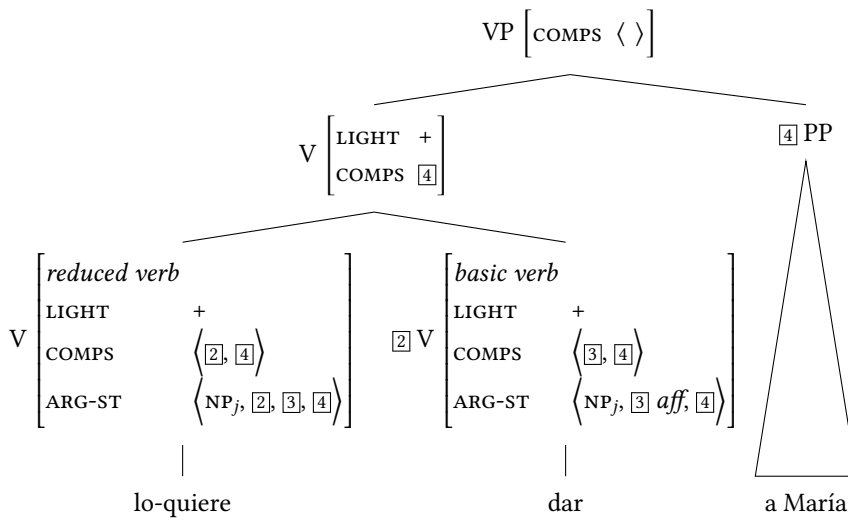 VP [COMPS ⟨ ⟩]
V [LIGHT +
COMPS 4]
4 PP
V [reduced verb
LIGHT +
COMPS ⟨2, 4⟩
ARG-ST ⟨NPj, 2, 3, 4⟩]
2 V [basic verb
LIGHT +
COMPS ⟨3, 4⟩
ARG-ST ⟨NPj, 3 aff, 4⟩]
lo-quiere dar a María